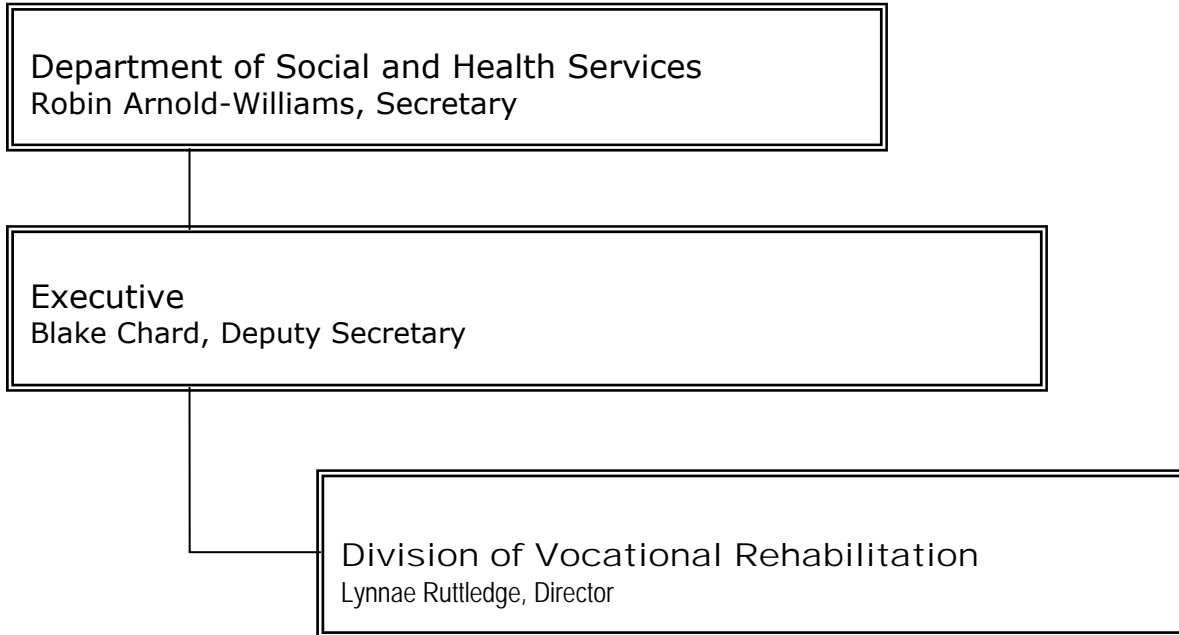 Department of Social and Health Services
Robin Arnold-Williams, Secretary
Executive
Blake Chard, Deputy Secretary
Division of Vocational Rehabilitation
Lynnae Ruttledge, Director